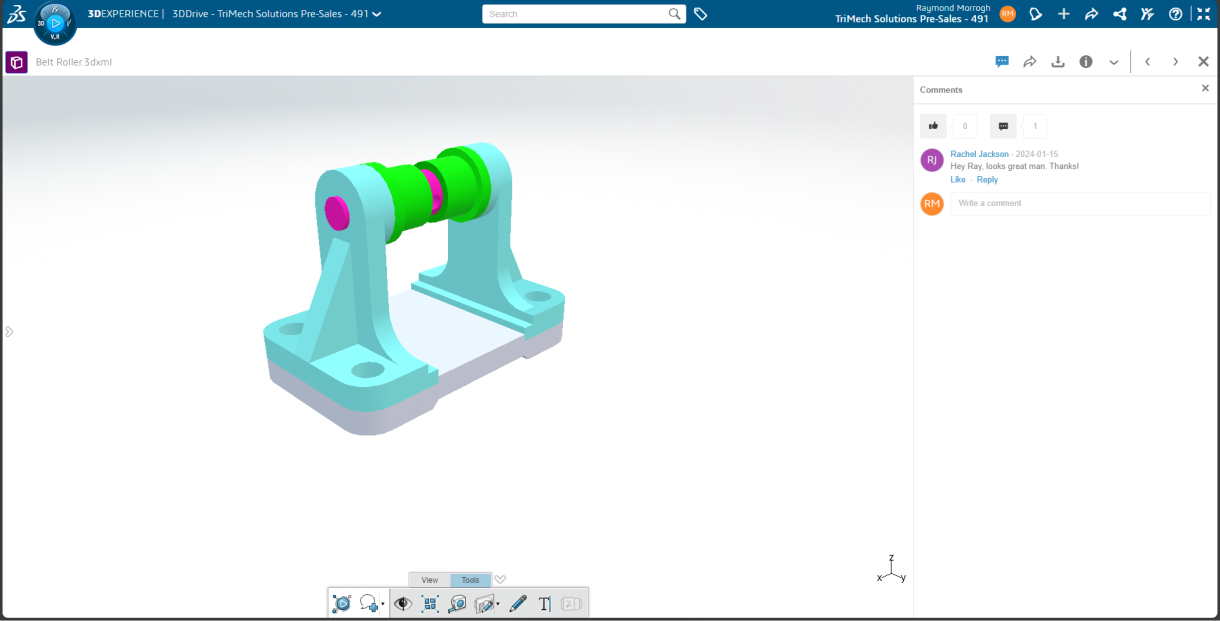 3DEXPERIENCE | 3DDrive - TriMech Solutions Pre-Sales - 491
Search
Raymond Morrogh
TriMech Solutions Pre-Sales - 491
RM
3D
V.R
Belt Roller.3dxml
Comments
0
1
RJ
Rachel Jackson - 2024-01-15
Hey Ray, looks great man. Thanks!
Like - Reply
RM
Write a comment
z
x
y
View
Tools
T